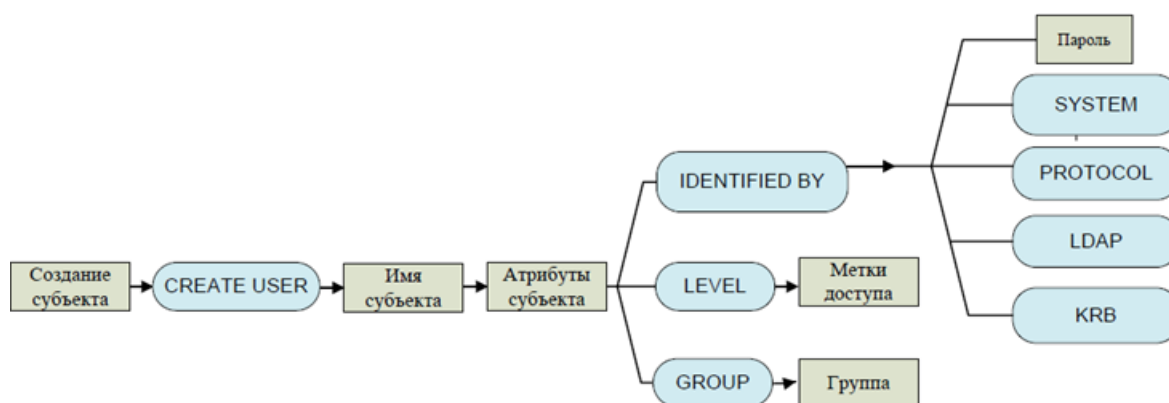 Пароль
SYSTEM
PROTOCOL
IDENTIFIED BY
LDAP
Создание
субъекта
CREATE USER
Имя
субъекта
Атрибуты
субъекта
LEVEL
Метки
доступа
KRB
GROUP
Группа